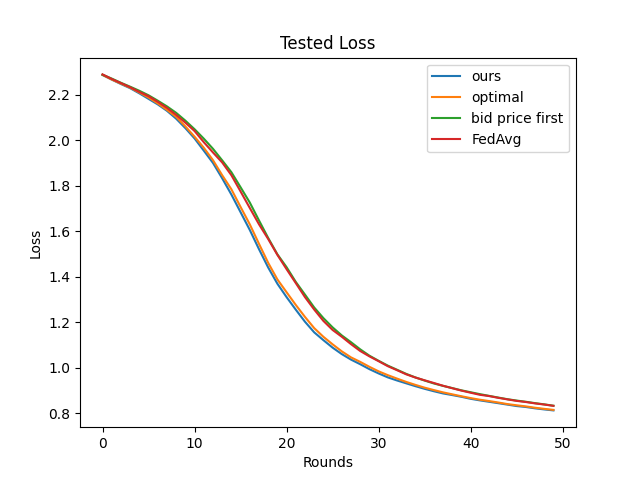 Tested Loss
ours
optimal
bid price first
FedAvg
2.2
2.0
1.8
1.6
1.4
1.2
1.0
0.8
Loss
0 10 20 30 40 50
Rounds